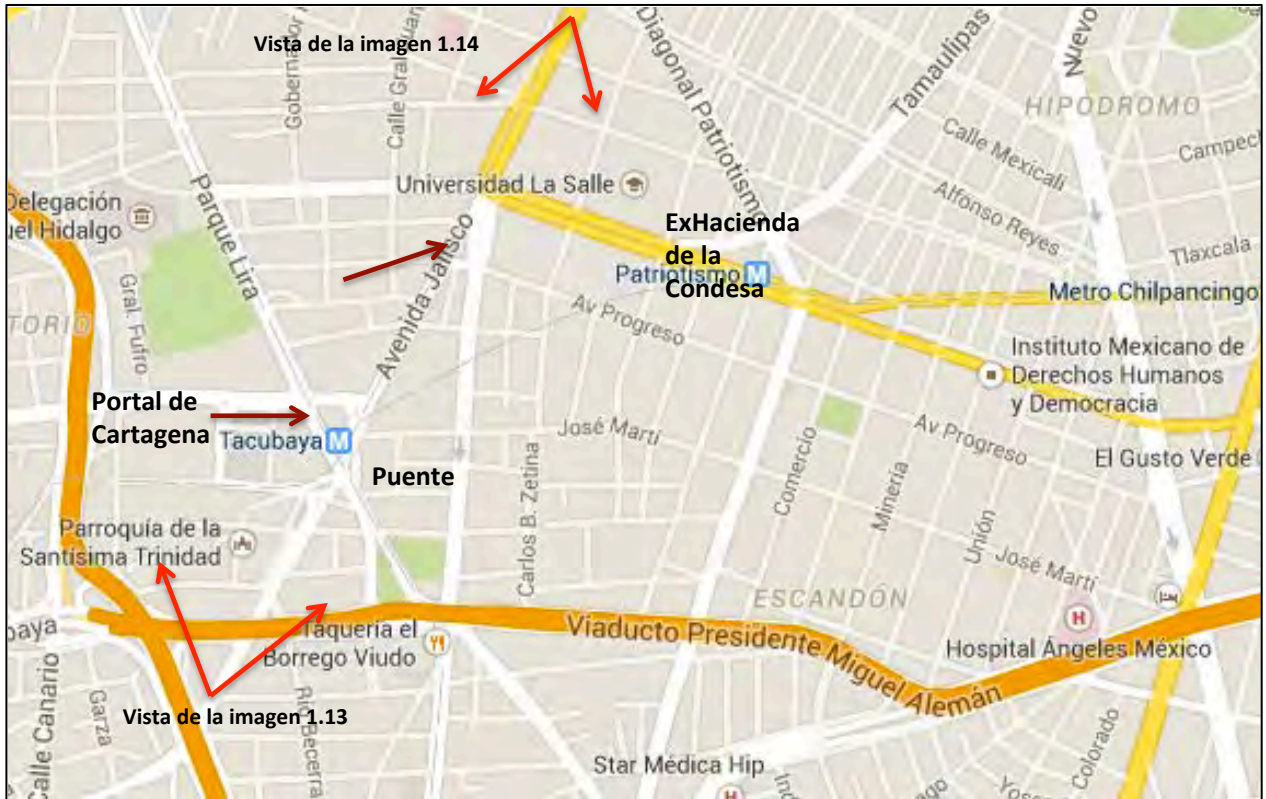 Vista de la imagen 1.14
Gobernador
Calle Gral
Diagonal Patriotismo
Tamaulipas
Nuevo
HIPODROMO
Calle Mexicali
Campec
Alfonso Reyes
Tlaxcala
Universidad La Salle
Delegación
uel Hidalgo
Parque Lira
Avenida Jalisco
ExHacienda
de la
Condesa
Patriotismo M
Metro Chilpancingo
Av Progreso
Gral. Fufro
TORIO
Instituto Mexicano de
Derechos Humanos
y Democracia
Portal de
Cartagena
Tacubaya M
José Martí
Comercio
Av Progreso
El Gusto Verde
Puente
Carlos B. Zetina
Minería
Unión
Parroquía de la
Santísima Trinidad
José Martí
ESCANDÓN
baya
Taquería el
Borrego Viudo
Viaducto Presidente Miguel Alemán
H
Hospital Ángeles México
Calle Canario
Garza
Vista de la imagen 1.13
Río Becerra
Star Médica Hip
H
Colorado